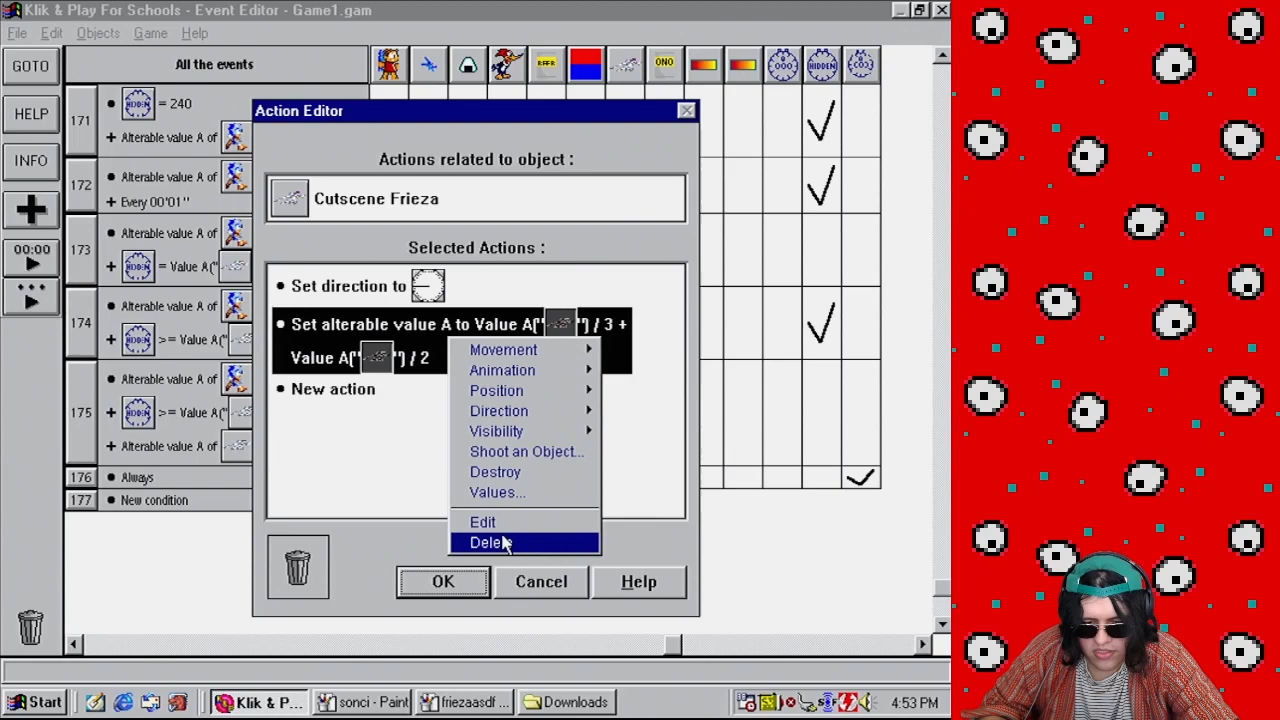 Klik & Play For Schools - Event Editor - Game1.gam
File Edit Objects Game Help
GOTO
All the events
HELP
INFO
00:00
171
HIDDEN = 240
+ Alterable value A of
172
Alterable value A of
+ Every 00'01"
173
Alterable value A of
+ HIDDEN = Value A("
174
Alterable value A of
+ HIDDEN >= Value A("
175
Alterable value A of
+ HIDDEN >= Value A("
+ Alterable value A of
176 • Always
177 • New condition
Action Editor
Actions related to object :
Cutscene Frieza
Selected Actions :
• Set direction to
• Set alterable value A to Value A("") / 3 +
Value A("") / 2
• New action
Movement
Animation
Position
Direction
Visibility
Shoot an Object...
Destroy
Values...
Edit
Delete
OK Cancel Help
Start
Klik & P...
sonci - Paint
friezaasdf ...
Downloads
4:53 PM